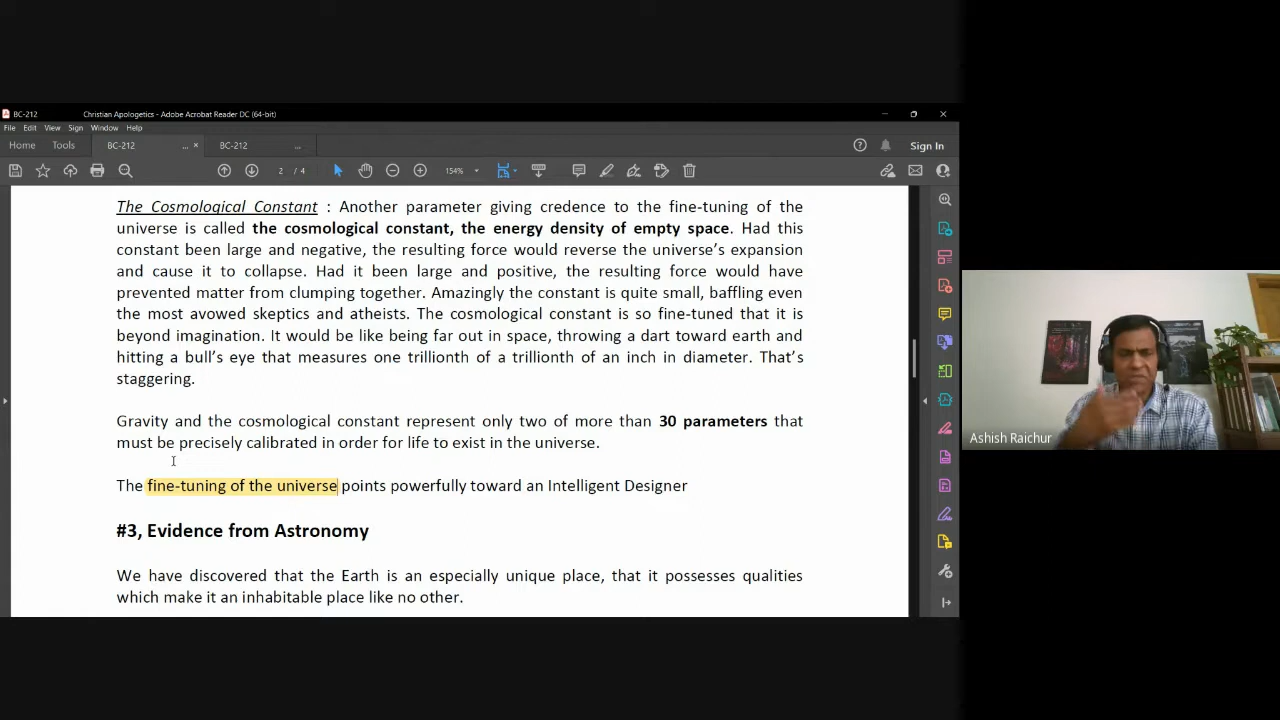 BC-212 Christian Apologetics - Adobe Acrobat Reader DC (64-bit)
File Edit View Sign Window Help
Home Tools BC-212 ... × BC-212 ... Sign In
2 / 4 154%
The Cosmological Constant : Another parameter giving credence to the fine-tuning of the
universe is called the cosmological constant, the energy density of empty space. Had this
constant been large and negative, the resulting force would reverse the universe's expansion
and cause it to collapse. Had it been large and positive, the resulting force would have
prevented matter from clumping together. Amazingly the constant is quite small, baffling even
the most avowed skeptics and atheists. The cosmological constant is so fine-tuned that it is
beyond imagination. It would be like being far out in space, throwing a dart toward earth and
hitting a bull's eye that measures one trillionth of a trillionth of an inch in diameter. That's
staggering.
Gravity and the cosmological constant represent only two of more than 30 parameters that
must be precisely calibrated in order for life to exist in the universe.
The fine-tuning of the universe points powerfully toward an Intelligent Designer
#3, Evidence from Astronomy
We have discovered that the Earth is an especially unique place, that it possesses qualities
which make it an inhabitable place like no other.
Ashish Raichur